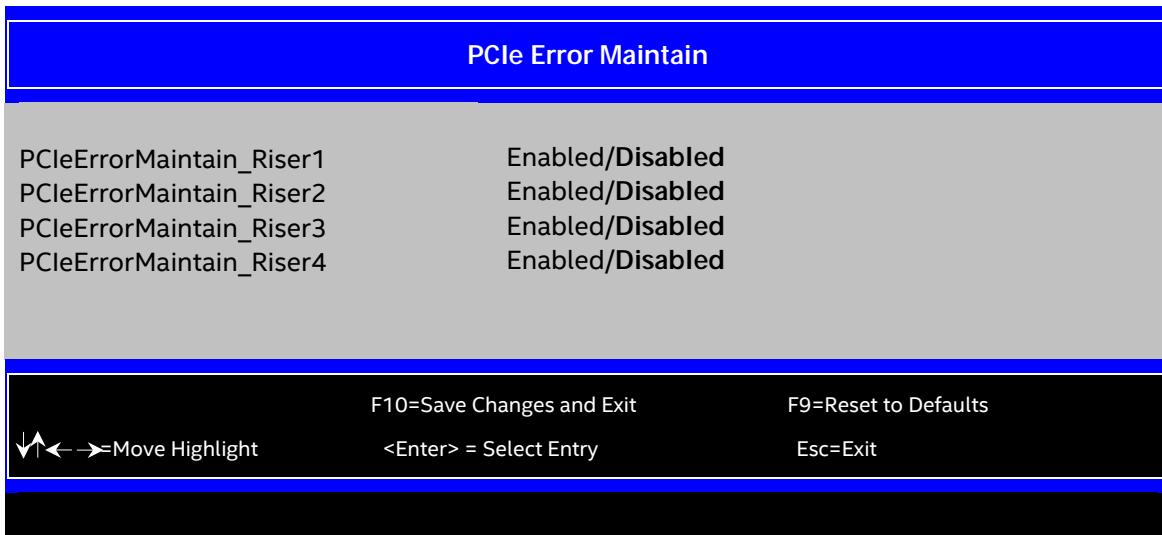 PCIe Error Maintain
PCIeErrorMaintain_Riser1 Enabled/Disabled
PCIeErrorMaintain_Riser2 Enabled/Disabled
PCIeErrorMaintain_Riser3 Enabled/Disabled
PCIeErrorMaintain_Riser4 Enabled/Disabled
F10=Save Changes and Exit F9=Reset to Defaults
↓↑←→=Move Highlight <Enter> = Select Entry Esc=Exit